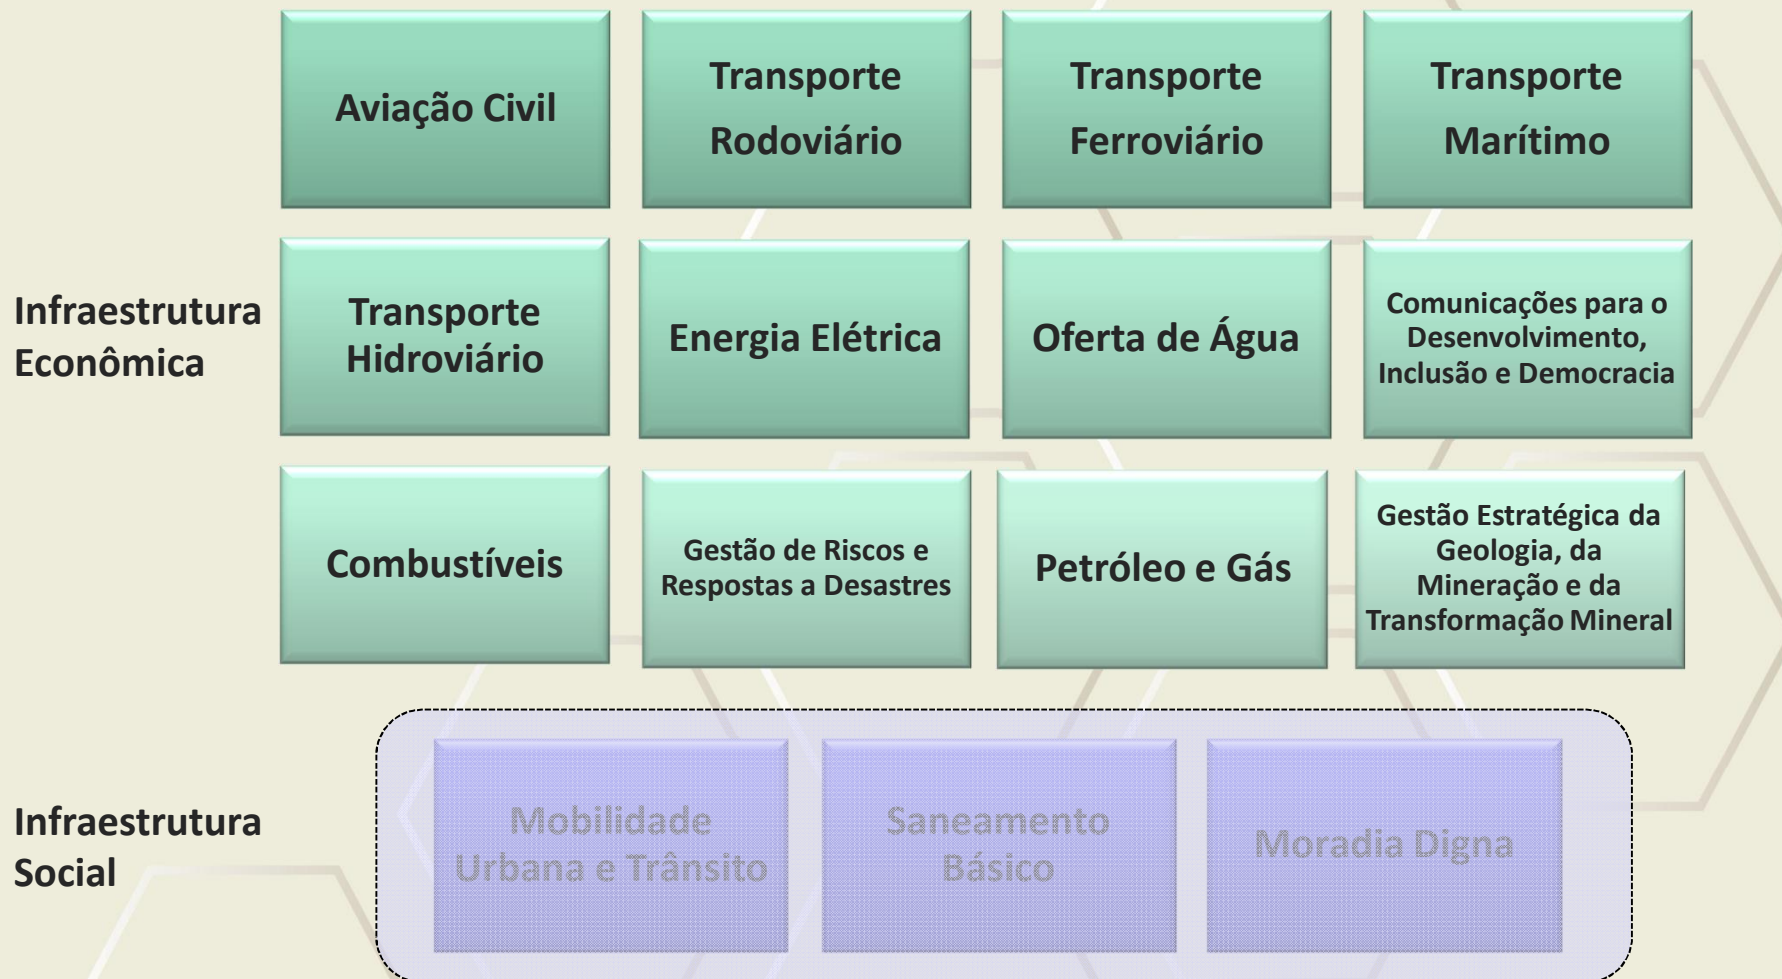 Aviação Civil
Transporte
Rodoviário
Transporte
Ferroviário
Transporte
Marítimo
Infraestrutura
Econômica
Transporte
Hidroviário
Energia Elétrica
Oferta de Água
Comunicações para o
Desenvolvimento,
Inclusão e Democracia
Combustíveis
Gestão de Riscos e
Respostas a Desastres
Petróleo e Gás
Gestão Estratégica da
Geologia, da
Mineração e da
Transformação Mineral
Infraestrutura
Social
Mobilidade
Urbana e Trânsito
Saneamento
Básico
Moradia Digna